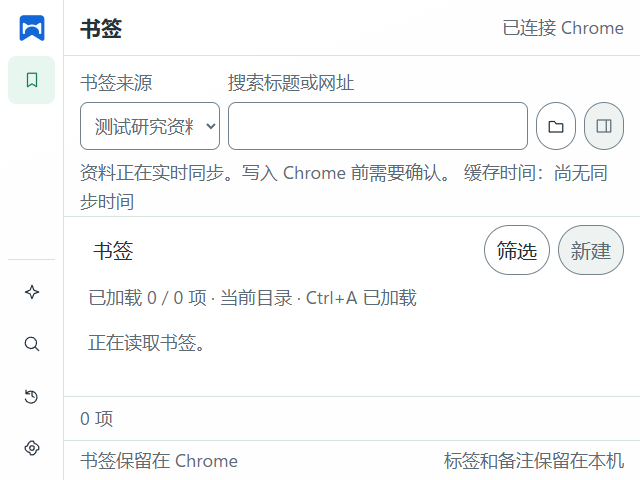 书签
已连接 Chrome
书签来源
搜索标题或网址
测试研究资料
资料正在实时同步。写入 Chrome 前需要确认。 缓存时间：尚无同
步时间
书签
筛选
新建
已加载 0 / 0 项 · 当前目录 · Ctrl+A 已加载
正在读取书签。
0 项
书签保留在 Chrome
标签和备注保留在本机